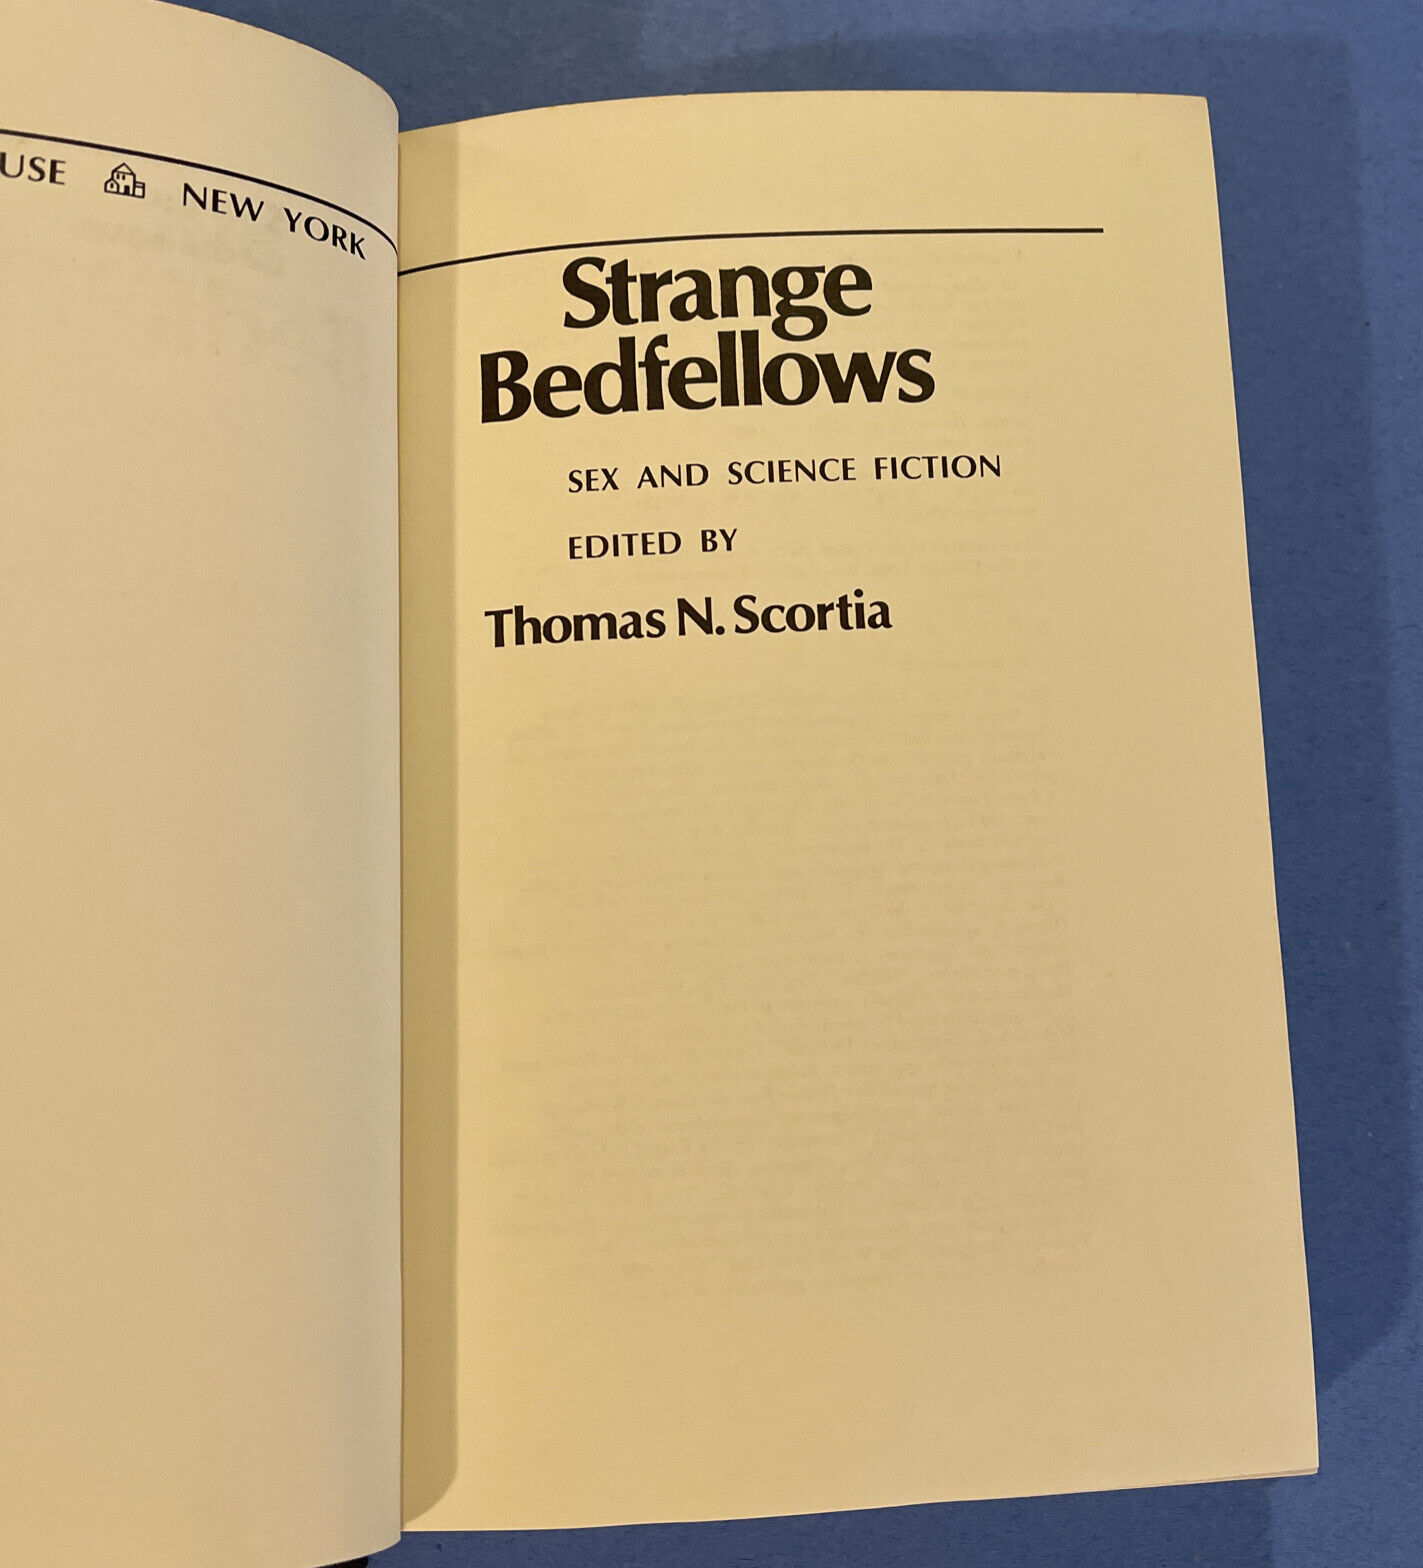 USE NEW YORK
Strange
Bedfellows
SEX AND SCIENCE FICTION
EDITED BY
Thomas N. Scortia